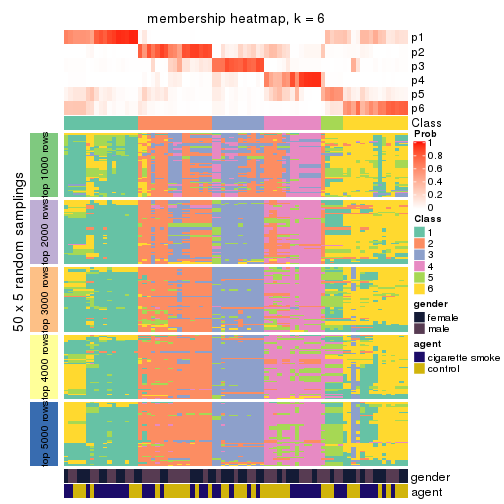 membership heatmap, k = 6
p1
p2
p3
p4
p5
p6
Class
50 x 5 random samplings
top 1000 rows
top 2000 rows
top 3000 rows
top 4000 rows
top 5000 rows
Prob
1
0.8
0.6
0.4
0.2
0
Class
1
2
3
4
5
6
gender
female
male
agent
cigarette smoke
control
gender
agent